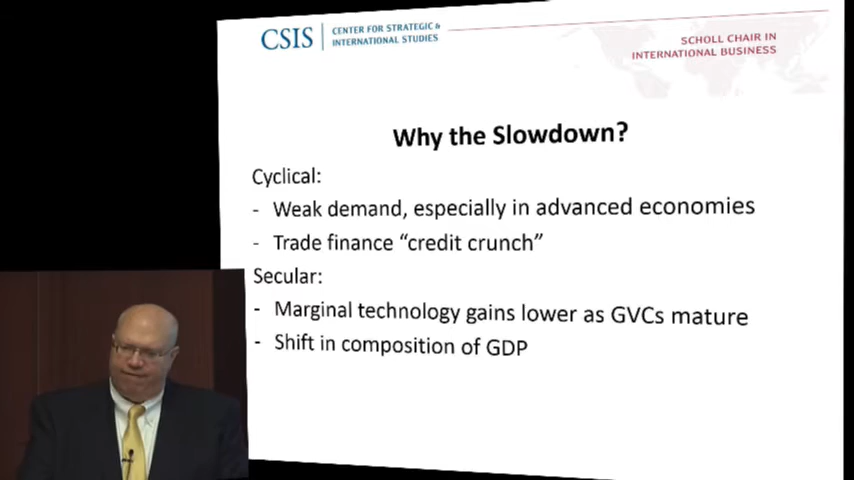 CSIS
CENTER FOR STRATEGIC &
INTERNATIONAL STUDIES
SCHOLL CHAIR IN
INTERNATIONAL BUSINESS
Why the Slowdown?
Cyclical:
- Weak demand, especially in advanced economies
- Trade finance “credit crunch”
Secular:
- Marginal technology gains lower as GVCs mature
- Shift in composition of GDP